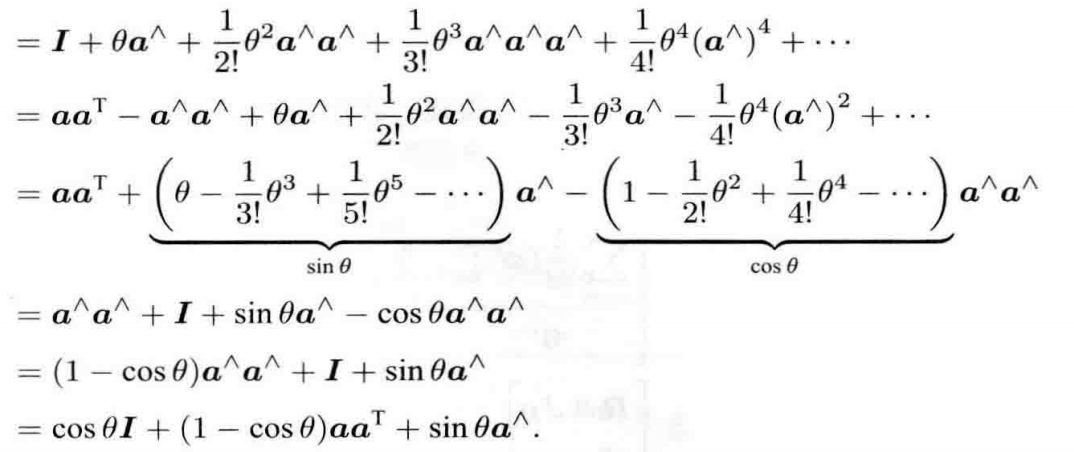 = I + θa^ + 1/2! θ²a^a^ + 1/3! θ³a^a^a^ + 1/4! θ⁴(a^)⁴ + ···
= aaᵀ − a^a^ + θa^ + 1/2! θ²a^a^ − 1/3! θ³a^ − 1/4! θ⁴(a^)² + ···
= aaᵀ + (θ − 1/3! θ³ + 1/5! θ⁵ − ···) a^ − (1 − 1/2! θ² + 1/4! θ⁴ − ···) a^a^
sin θ cos θ
= a^a^ + I + sin θa^ − cos θa^a^
= (1 − cos θ)a^a^ + I + sin θa^
= cos θI + (1 − cos θ)aaᵀ + sin θa^.